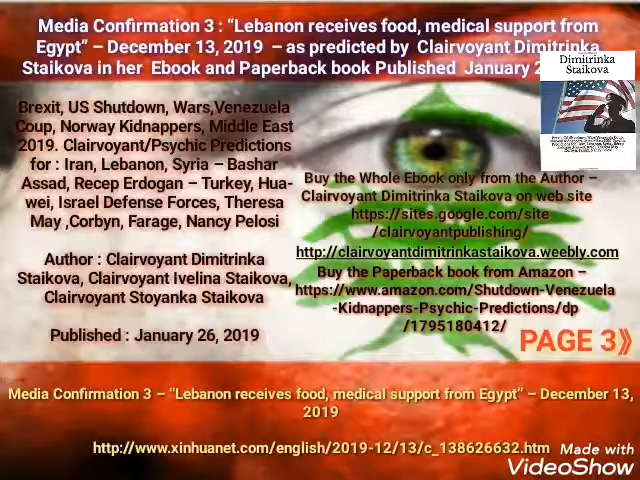 Media Confirmation 3 : “Lebanon receives food, medical support from
Egypt” – December 13, 2019 – as predicted by Clairvoyant Dimitrinka
Staikova in her Ebook and Paperback book Published January 2
Dimitrinka
Staikova
Brexit, US Shutdown, Wars,Venezuela
Coup, Norway Kidnappers, Middle East
2019. Clairvoyant/Psychic Predictions
for : Iran, Lebanon, Syria – Bashar
Assad, Recep Erdogan – Turkey, Hua-
wei, Israel Defense Forces, Theresa
May ,Corbyn, Farage, Nancy Pelosi
Author : Clairvoyant Dimitrinka
Staikova, Clairvoyant Ivelina Staikova,
Clairvoyant Stoyanka Staikova
Published : January 26, 2019
Buy the Whole Ebook only from the Author –
Clairvoyant Dimitrinka Staikova on web site
https://sites.google.com/site
/clairvoyantpublishing/
http://clairvoyantdimitrinkastaikova.weebly.com
Buy the Paperback book from Amazon –
https://www.amazon.com/Shutdown-Venezuela
-Kidnappers-Psychic-Predictions/dp
/1795180412/
PAGE 3⟫
Media Confirmation 3 – "Lebanon receives food, medical support from Egypt” – December 13,
2019
http://www.xinhuanet.com/english/2019-12/13/c_138626632.htm
Made with
VideoShow